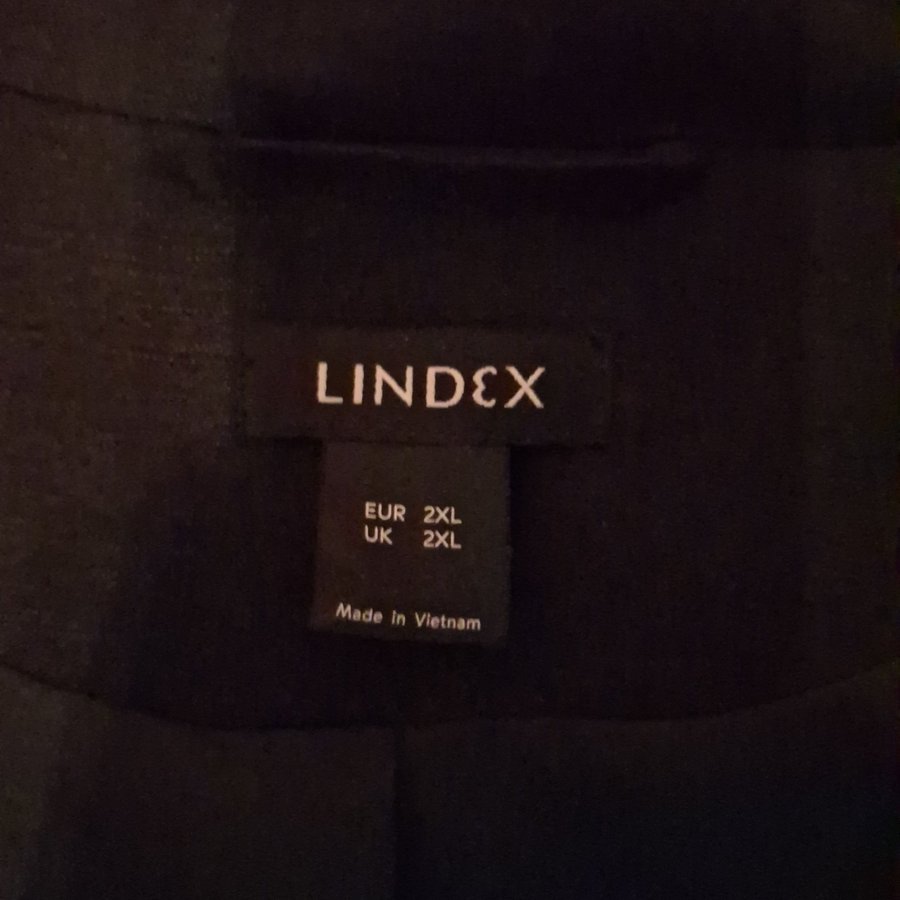 LINDEX
EUR 2XL
UK 2XL
Made in Vietnam